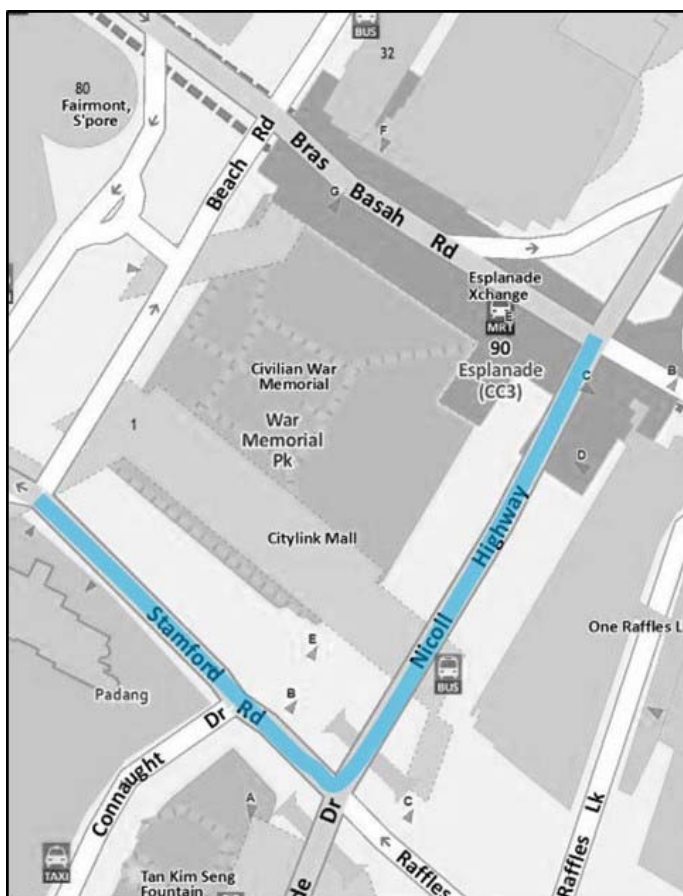 BUS
32
80
Fairmont,
S'pore
F
Beach Rd
Bras Basah Rd
G
Esplanade
Xchange
E
MRT
90
Esplanade
(CC3)
C
B
Civilian War
Memorial
War
Memorial
Pk
1
D
Citylink Mall
Nicoll Highway
Stamford Rd
One Raffles L
E
BUS
Padang
B
Connaught Dr
A
C
Dr
de
Raffles
Raffles Lk
TAXI
Tan Kim Seng
Fountain